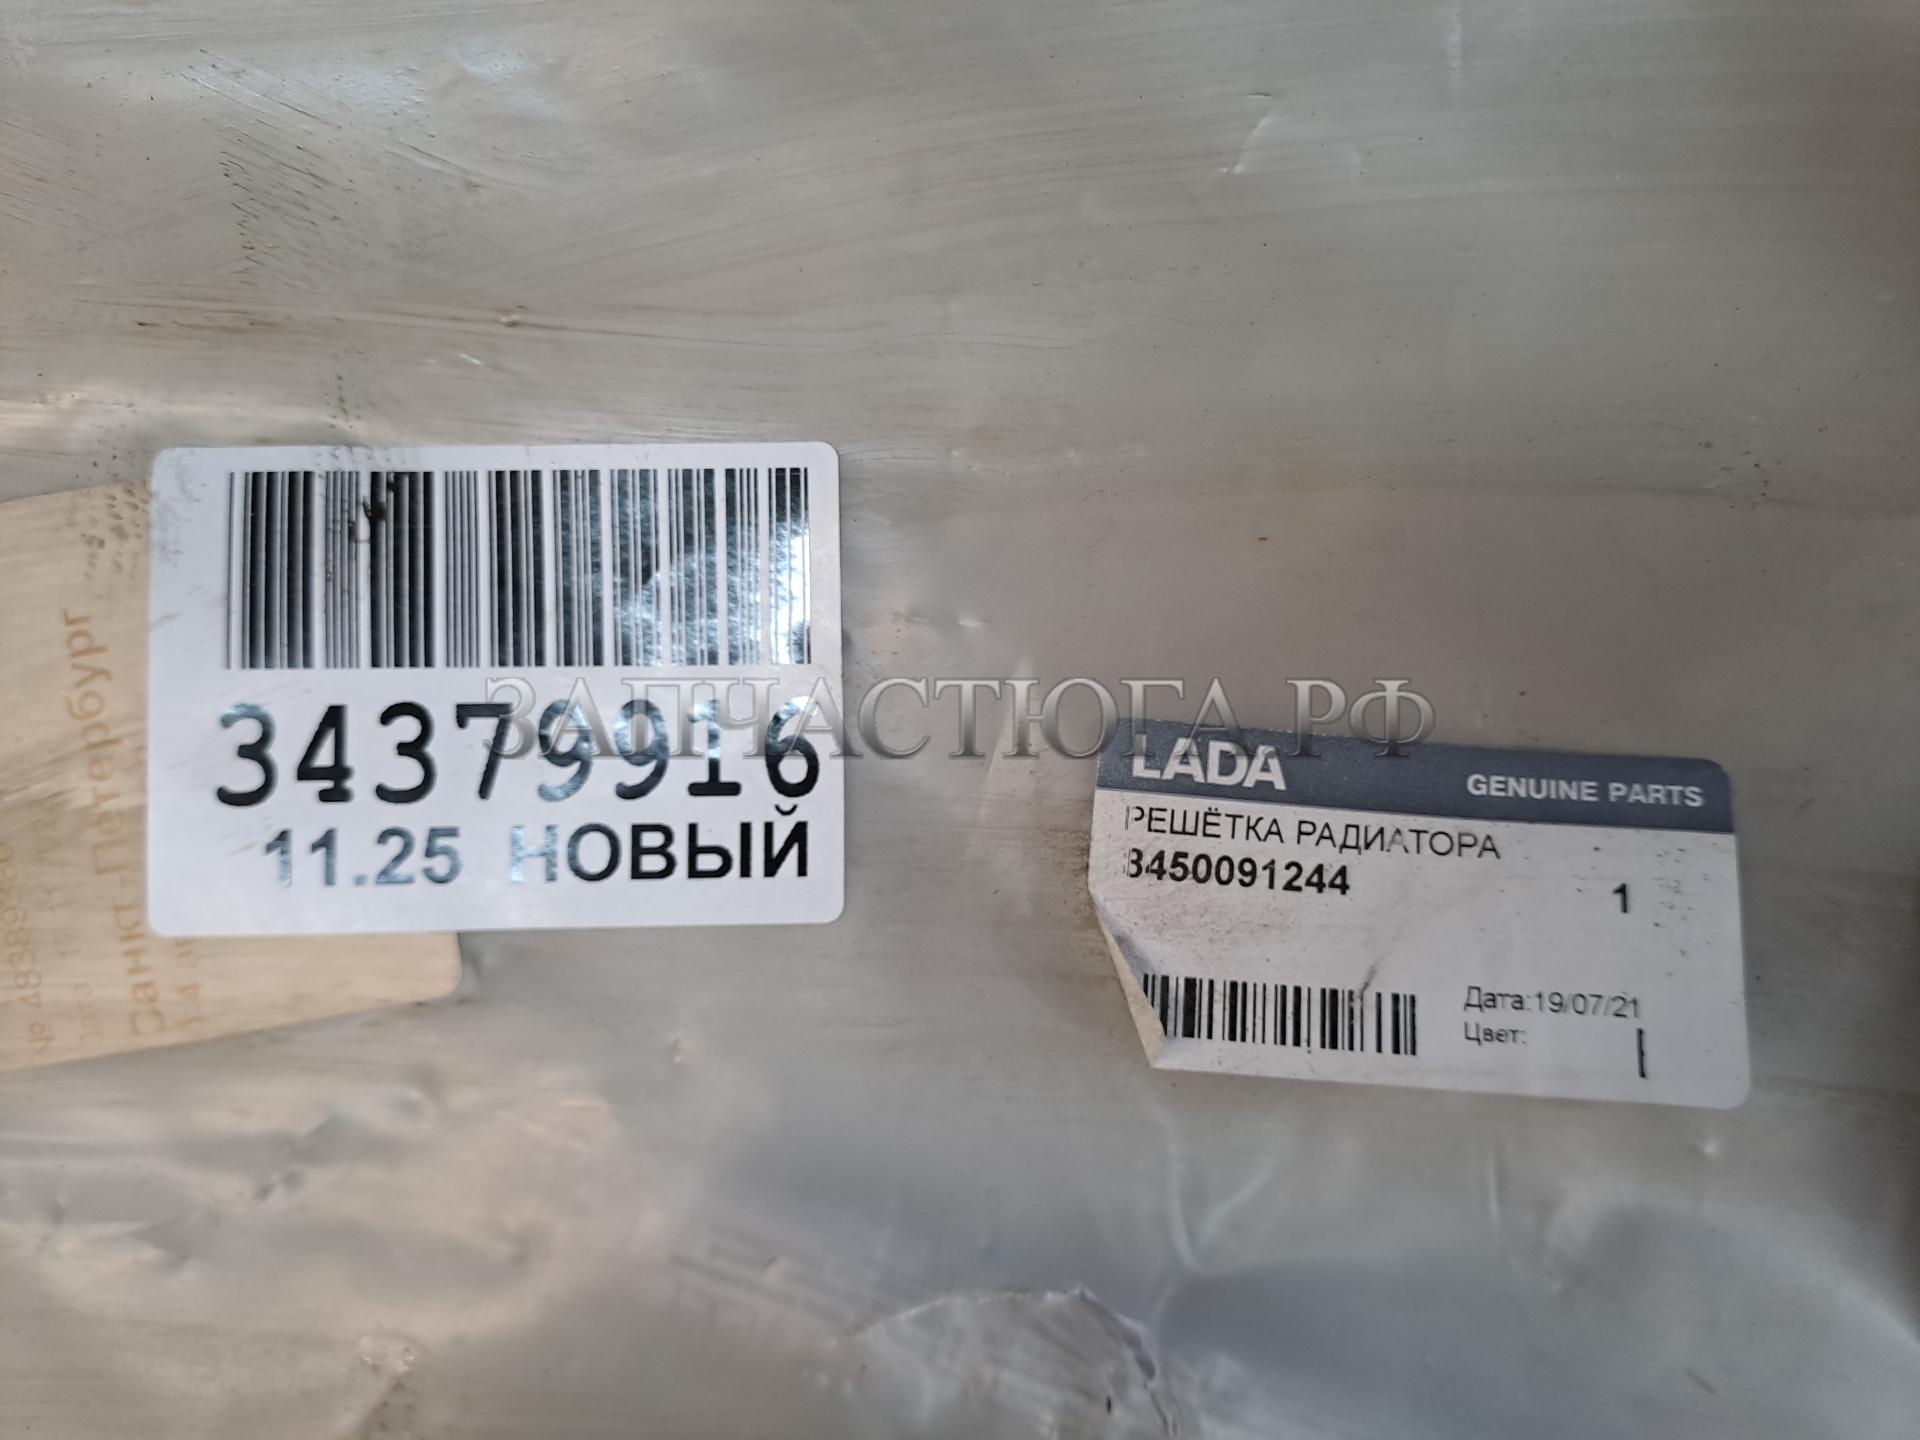 34379916
11.25 НОВЫЙ
ЗАПЧАСТЮГА.РФ
LADA GENUINE PARTS
РЕШЁТКА РАДИАТОРА
8450091244 1
Дата:19/07/21
Цвет:
Санкт-Петербург